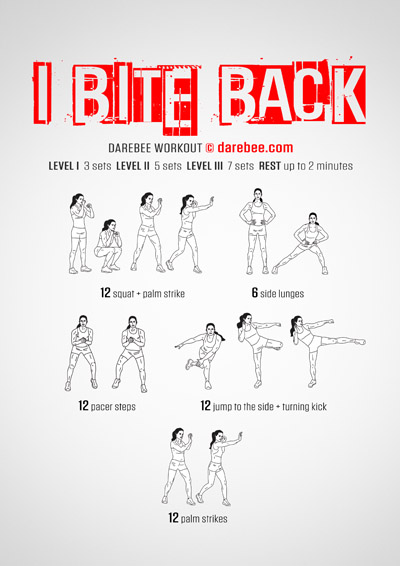 I BITE BACK
DAREBEE WORKOUT © darebee.com
LEVEL I 3 sets LEVEL II 5 sets LEVEL III 7 sets REST up to 2 minutes
12 squat + palm strike
6 side lunges
12 pacer steps
12 jump to the side + turning kick
12 palm strikes